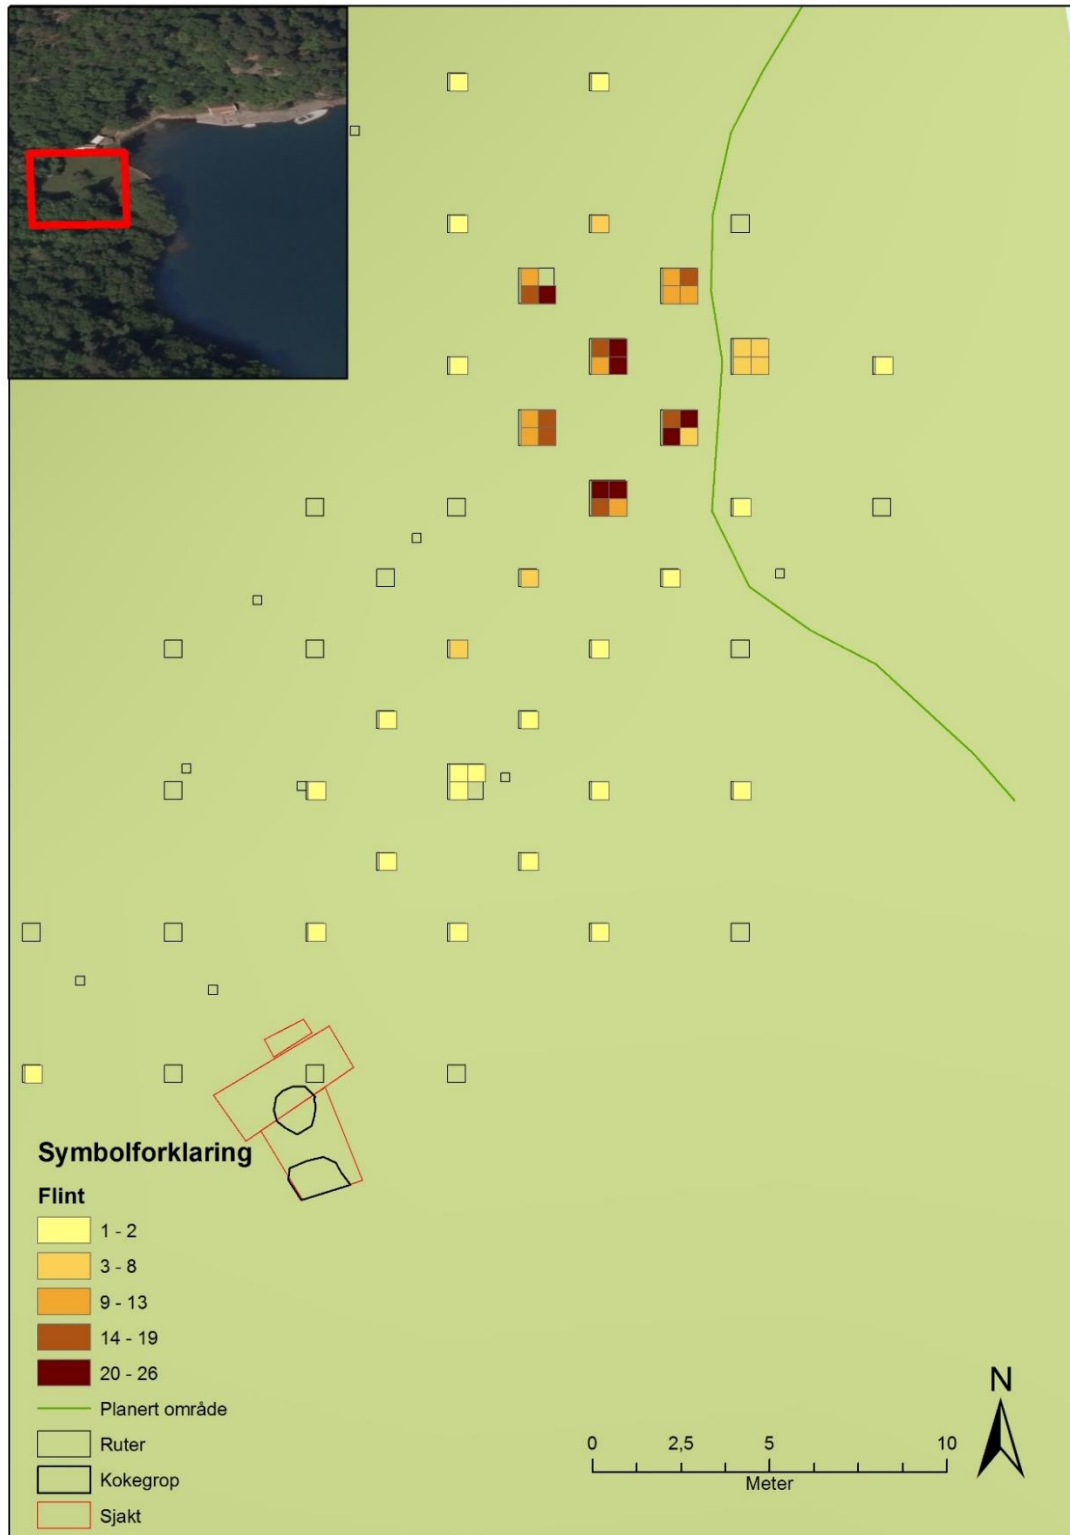 Symbolforklaring
Flint
1 - 2
3 - 8
9 - 13
14 - 19
20 - 26
Planert område
Ruter
Kokegrop
Sjakt
0 2,5 5 10
Meter
N